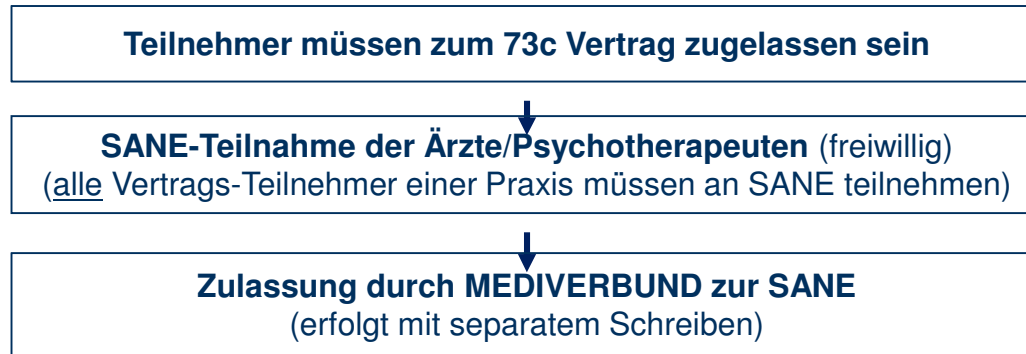 Teilnehmer müssen zum 73c Vertrag zugelassen sein
SANE-Teilnahme der Ärzte/Psychotherapeuten (freiwillig)
(alle Vertrags-Teilnehmer einer Praxis müssen an SANE teilnehmen)
Zulassung durch MEDIVERBUND zur SANE
(erfolgt mit separatem Schreiben)